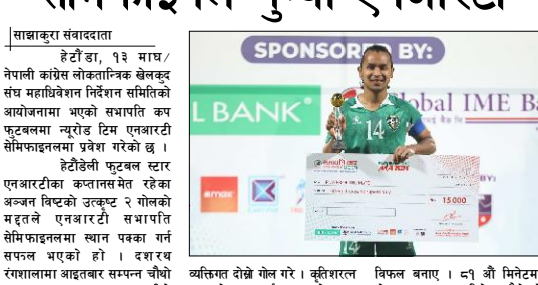 साझाकुरा संवाददाता
हेटौंडा, १३ माघ/
नेपाली कांग्रेस लोकतान्त्रिक खेलकुद
संघ महाधिवेशन निर्देशन समितिको
आयोजनामा भएको सभापति कप
फुटबलमा न्यूरोड टिम एनआरटी
सेमिफाइनलमा प्रवेश गरेको छ ।
हेटौंडेली फुटबल स्टार
एनआरटीका कप्तानसमेत रहेका
अञ्जन विष्टको उत्कृष्ट २ गोलको
मद्दतले एनआरटी सभापति
सेमिफाइनलमा स्थान पक्का गर्न
सफल भएको हो । दशरथ
रंगशालामा आइतबार सम्पन्न चौथो
SPONSORED BY:
L BANK
Global IME Ba
14
15000
व्यक्तिगत दोस्रो गोल गरे । कृतिशरत्न
विफल बनाए । ८९ औं मिनेटम